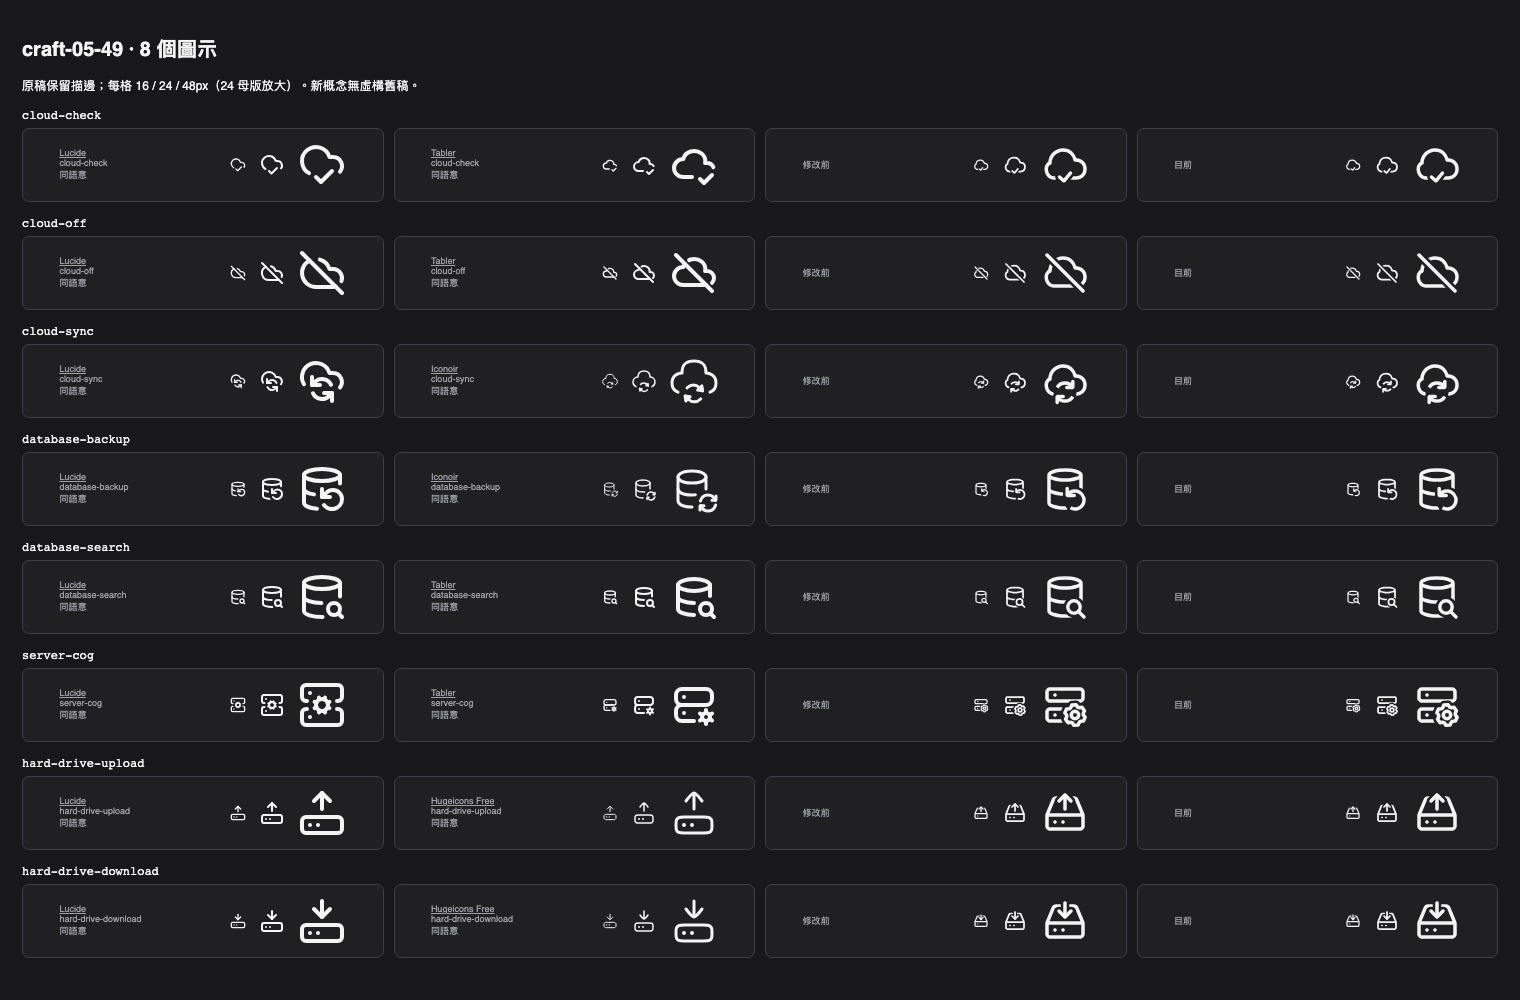 craft-05-49 · 8 個圖示
原稿保留描邊；每格 16 / 24 / 48px（24 母版放大）。新概念無虛構舊稿。
cloud-check
Lucide
cloud-check
同語意
Tabler
cloud-check
同語意
修改前
目前
cloud-off
Lucide
cloud-off
同語意
Tabler
cloud-off
同語意
修改前
目前
cloud-sync
Lucide
cloud-sync
同語意
Iconoir
cloud-sync
同語意
修改前
目前
database-backup
Lucide
database-backup
同語意
Iconoir
database-backup
同語意
修改前
目前
database-search
Lucide
database-search
同語意
Tabler
database-search
同語意
修改前
目前
server-cog
Lucide
server-cog
同語意
Tabler
server-cog
同語意
修改前
目前
hard-drive-upload
Lucide
hard-drive-upload
同語意
Hugeicons Free
hard-drive-upload
同語意
修改前
目前
hard-drive-download
Lucide
hard-drive-download
同語意
Hugeicons Free
hard-drive-download
同語意
修改前
目前